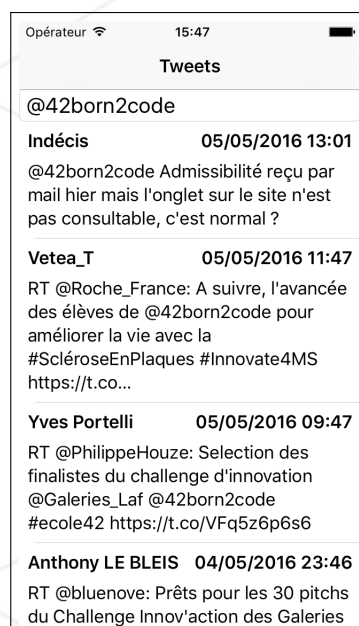 Opérateur 15:47
Tweets
@42born2code
Indécis 05/05/2016 13:01
@42born2code Admissibilité reçu par
mail hier mais l'onglet sur le site n'est
pas consultable, c'est normal ?
Vetea_T 05/05/2016 11:47
RT @Roche_France: A suivre, l'avancée
des élèves de @42born2code pour
améliorer la vie avec la
#ScléroseEnPlaques #Innovate4MS
https://t.co...
Yves Portelli 05/05/2016 09:47
RT @PhilippeHouze: Selection des
finalistes du challenge d'innovation
@Galeries_Laf @42born2code
#ecole42 https://t.co/VFq5z6p6s6
Anthony LE BLEIS 04/05/2016 23:46
RT @bluenove: Prêts pour les 30 pitchs
du Challenge Innov'action des Galeries